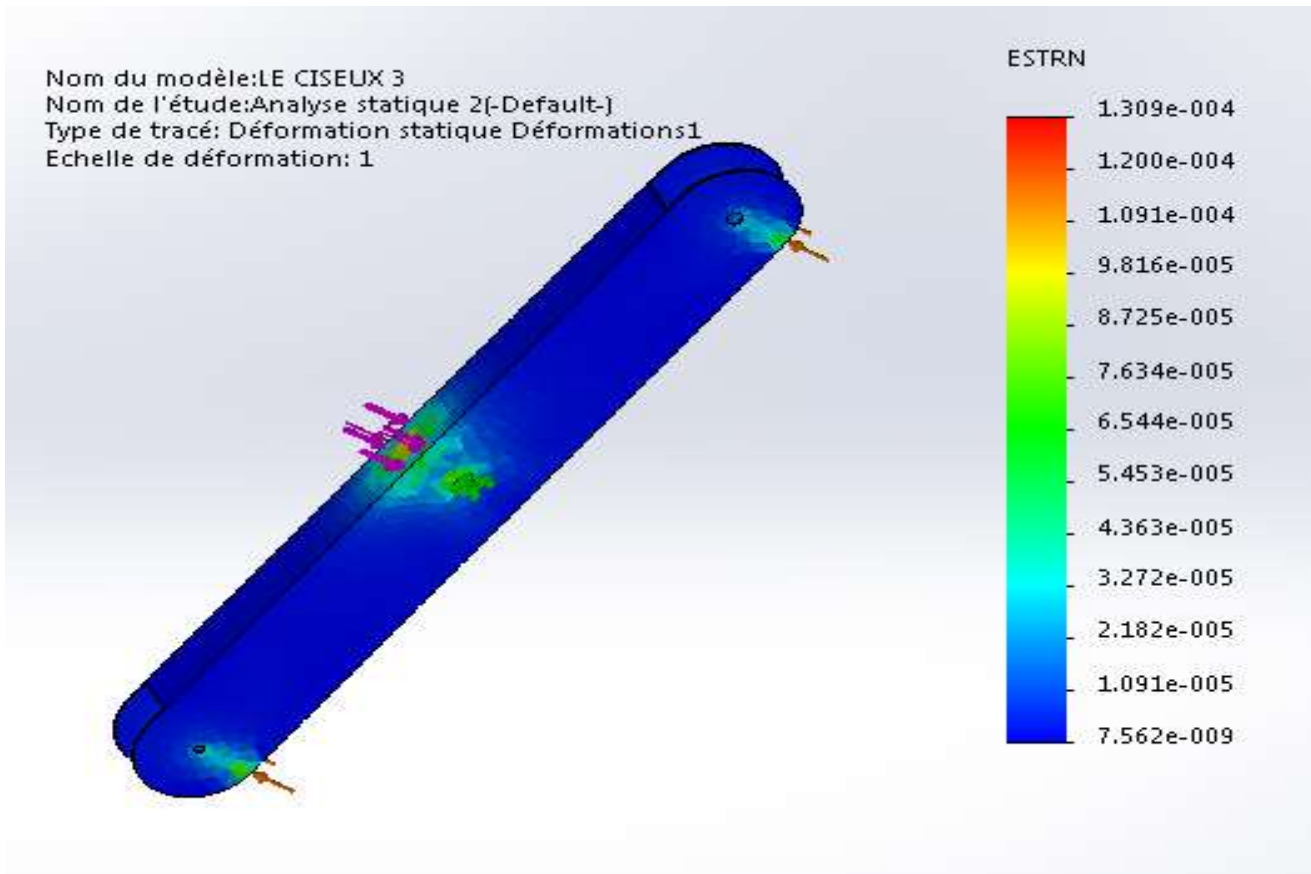 Nom du modèle:LE CISEUX 3
Nom de l'étude:Analyse statique 2(-Default-)
Type de tracé: Déformation statique Déformations1
Echelle de déformation: 1
ESTRN
1.309e-004
1.200e-004
1.091e-004
9.816e-005
8.725e-005
7.634e-005
6.544e-005
5.453e-005
4.363e-005
3.272e-005
2.182e-005
1.091e-005
7.562e-009